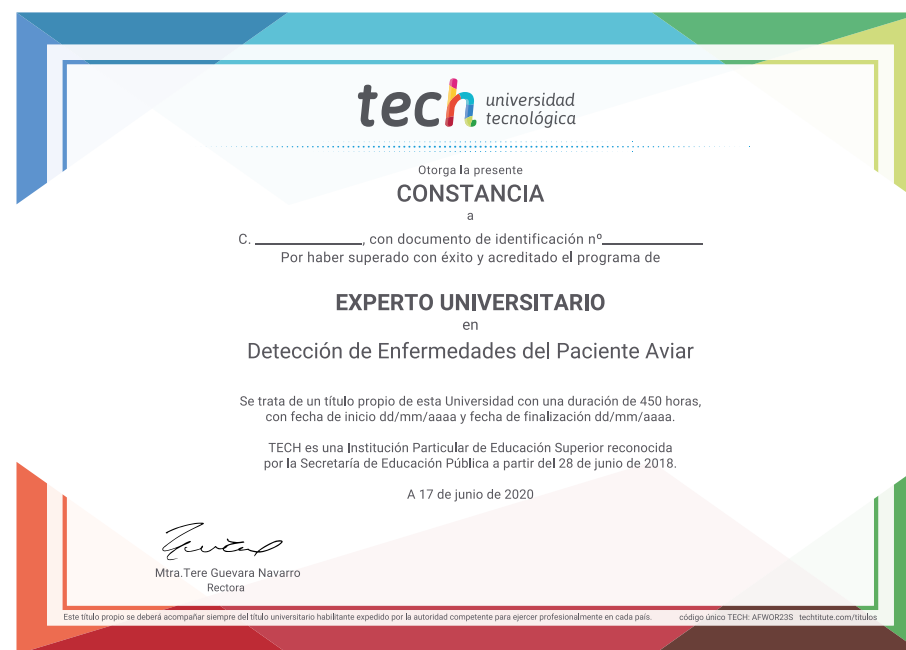 tech universidad
tecnológica
Otorga la presente
CONSTANCIA
a
C. ____________, con documento de identificación nº____________
Por haber superado con éxito y acreditado el programa de
EXPERTO UNIVERSITARIO
en
Detección de Enfermedades del Paciente Aviar
Se trata de un título propio de esta Universidad con una duración de 450 horas,
con fecha de inicio dd/mm/aaaa y fecha de finalización dd/mm/aaaa.
TECH es una Institución Particular de Educación Superior reconocida
por la Secretaría de Educación Pública a partir del 28 de junio de 2018.
A 17 de junio de 2020
Mtra.Tere Guevara Navarro
Rectora
Este título propio se deberá acompañar siempre del título universitario habilitante expedido por la autoridad competente para ejercer profesionalmente en cada país. código único TECH: AFWOR23S techtitute.com/titulos